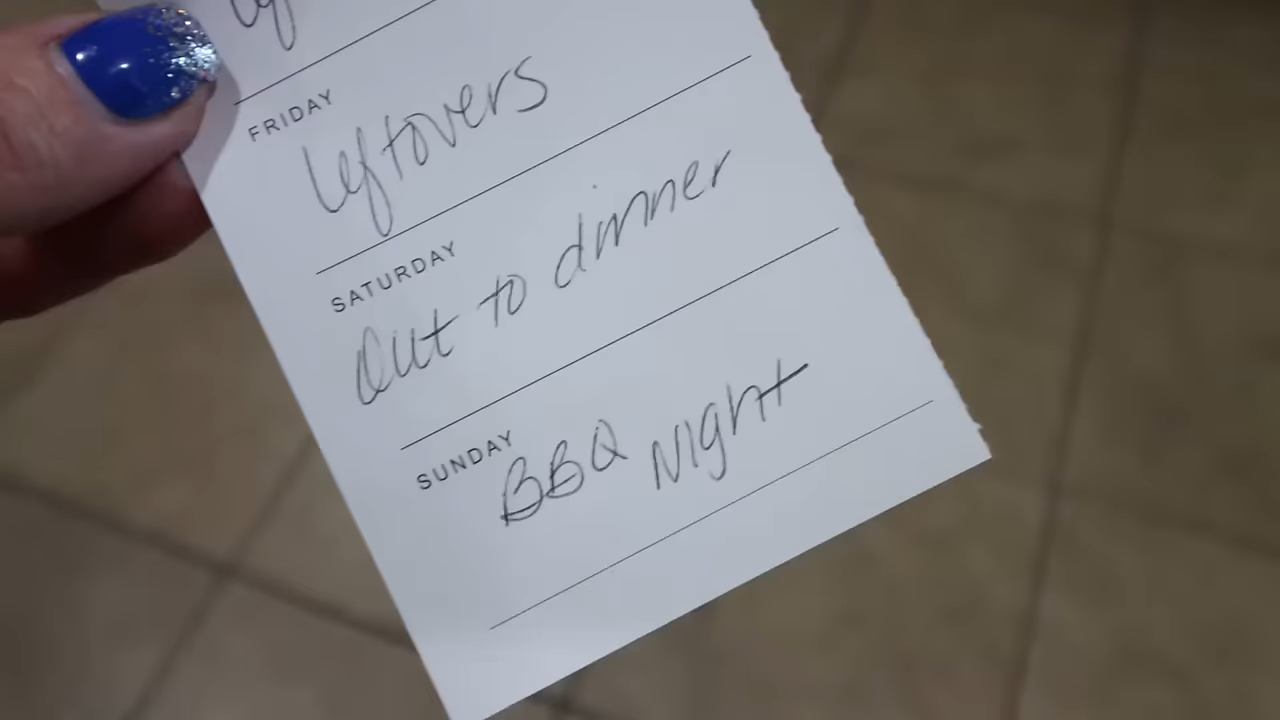 FRIDAY
leftovers
SATURDAY
Out to dinner
SUNDAY
BBQ Night